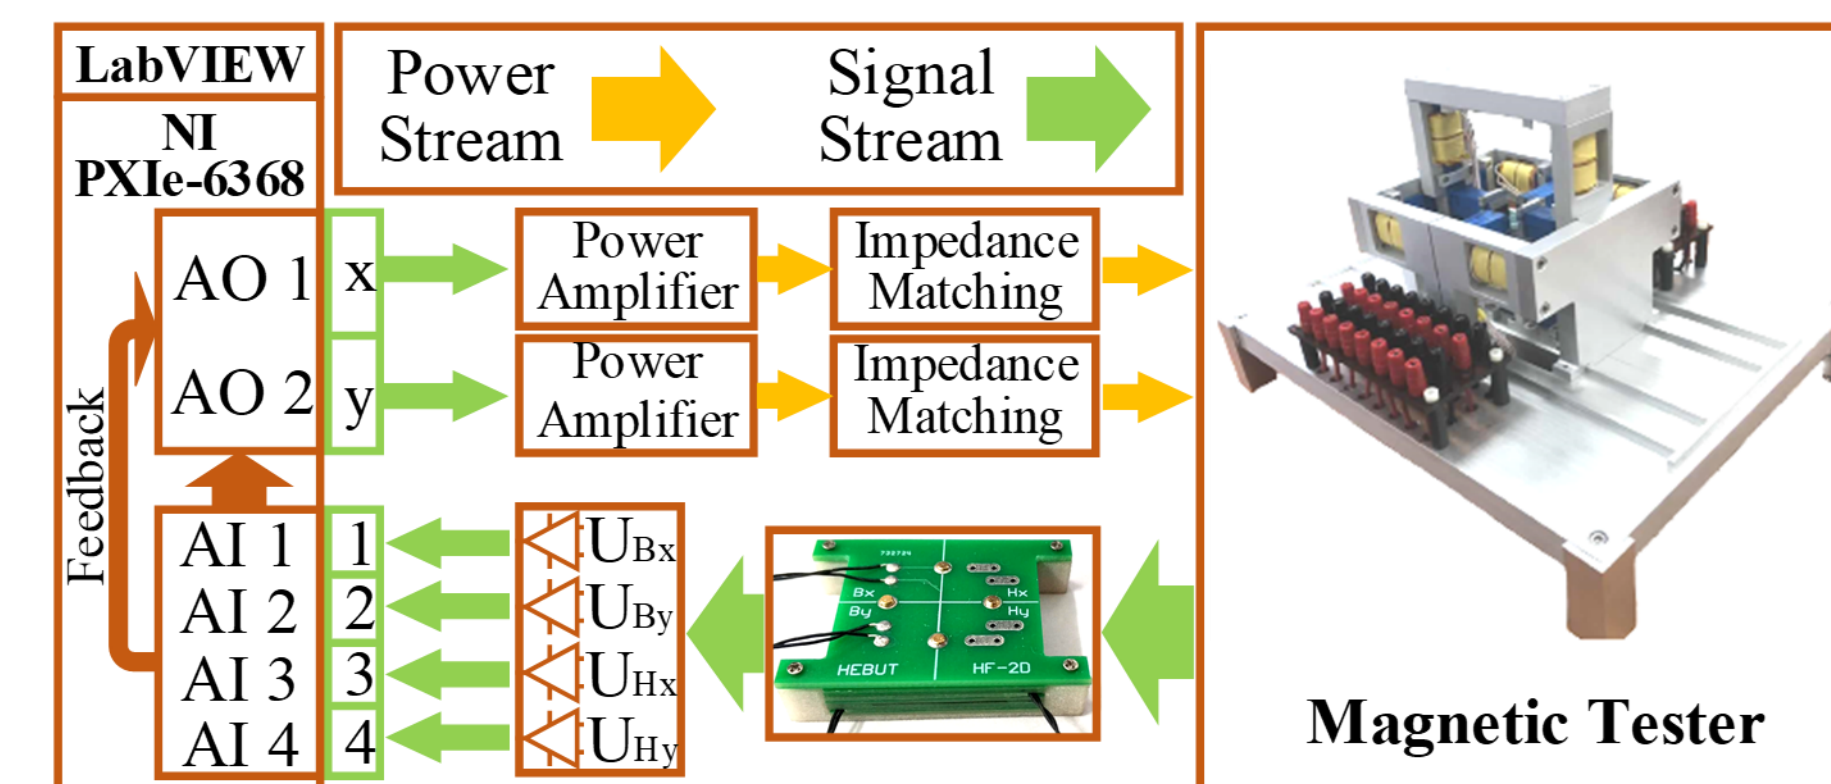 LabVIEW
NI
PXIe-6368
Power
Stream
Signal
Stream
AO 1
x
Power
Amplifier
Impedance
Matching
AO 2
y
Power
Amplifier
Impedance
Matching
Feedback
AI 1
1
UBx
AI 2
2
UBy
AI 3
3
UHx
AI 4
4
UHy
722724
Bx
Hx
By
Hy
HEBUT
HF-2D
Magnetic Tester